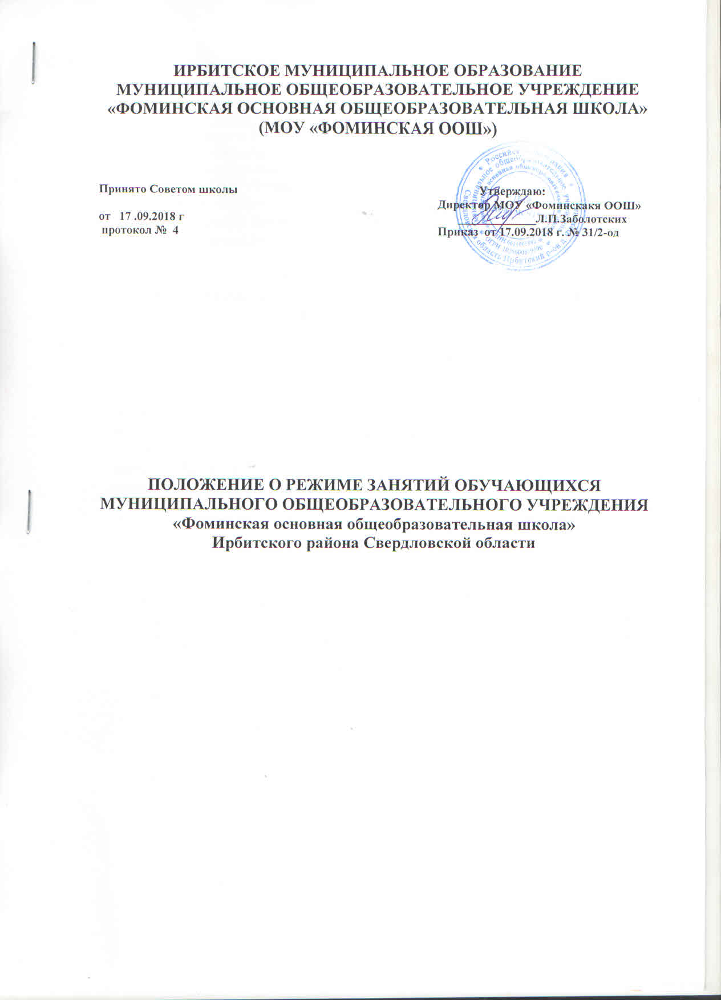 ИРБИТСКОЕ МУНИЦИПАЛЬНОЕ ОБРАЗОВАНИЕ
МУНИЦИПАЛЬНОЕ ОБЩЕОБРАЗОВАТЕЛЬНОЕ УЧРЕЖДЕНИЕ
«ФОМИНСКАЯ ОСНОВНАЯ ОБЩЕОБРАЗОВАТЕЛЬНАЯ ШКОЛА»
(МОУ «ФОМИНСКАЯ ООШ»)
Принято Советом школы
от 17 .09.2018 г
протокол № 4
Утверждаю:
Директор МОУ «Фоминскакя ООШ»
Л.П.Заболотских
Приказ от 17.09.2018 г. № 31/2-од
ПОЛОЖЕНИЕ О РЕЖИМЕ ЗАНЯТИЙ ОБУЧАЮЩИХСЯ
МУНИЦИПАЛЬНОГО ОБЩЕОБРАЗОВАТЕЛЬНОГО УЧРЕЖДЕНИЯ
«Фоминская основная общеобразовательная школа»
Ирбитского района Свердловской области